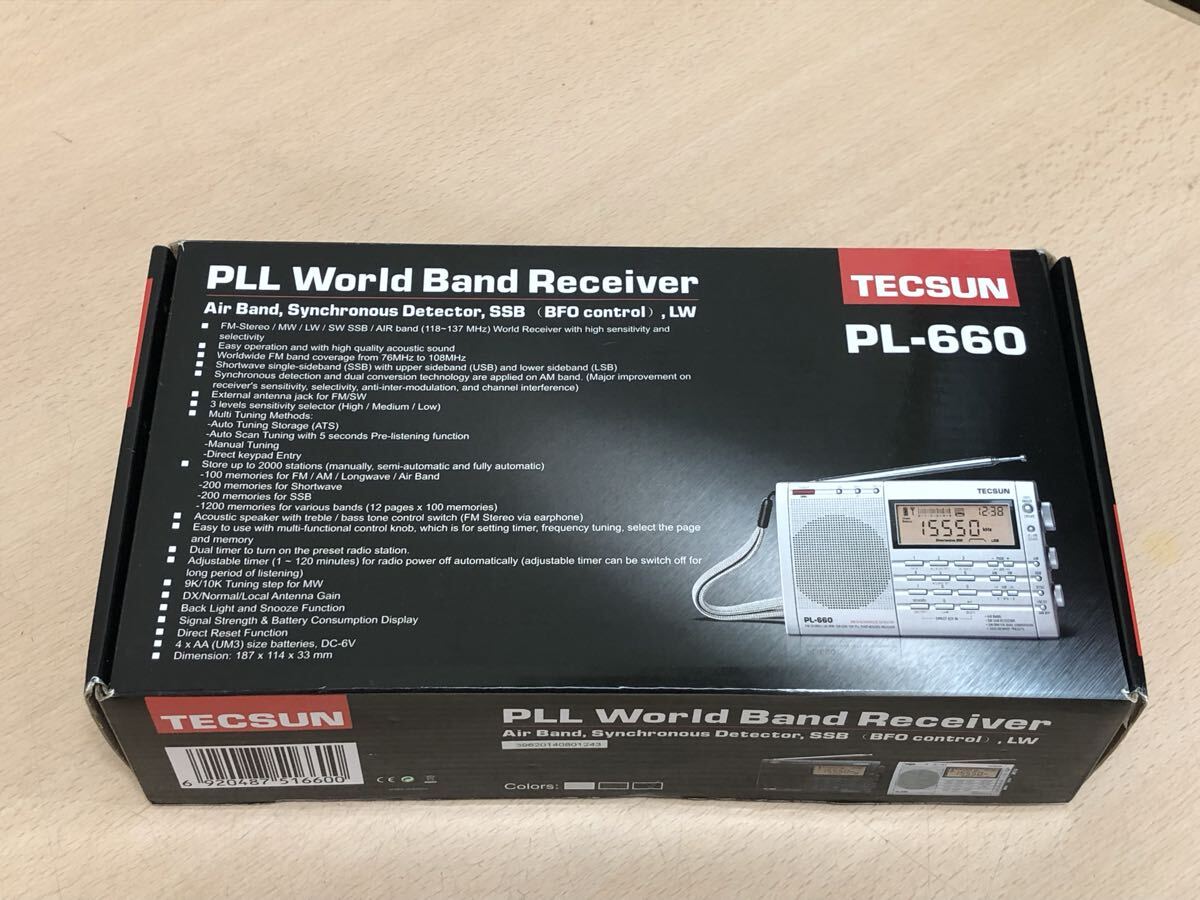 PLL World Band Receiver
Air Band, Synchronous Detector, SSB (BFO control), LW
TECSUN
PL-660
■ FM-Stereo / MW / LW / SW SSB / AIR band (118~137 MHz) World Receiver with high sensitivity and
selectivity
■ Easy operation and with high quality acoustic sound
■ Worldwide FM band coverage from 76MHz to 108MHz
■ Shortwave single-sideband (SSB) with upper sideband (USB) and lower sideband (LSB)
■ Synchronous detection and dual conversion technology are applied on AM band. (Major improvement on
receiver's sensitivity, selectivity, anti-inter-modulation, and channel interference)
■ External antenna jack for FM/SW
■ 3 levels sensitivity selector (High / Medium / Low)
■ Multi Tuning Methods:
-Auto Tuning Storage (ATS)
-Auto Scan Tuning with 5 seconds Pre-listening function
-Manual Tuning
-Direct keypad Entry
■ Store up to 2000 stations (manually, semi-automatic and fully automatic)
-100 memories for FM / AM / Longwave / Air Band
-200 memories for Shortwave
-200 memories for SSB
-1200 memories for various bands (12 pages x 100 memories)
■ Acoustic speaker with treble / bass tone control switch (FM Stereo via earphone)
■ Easy to use with multi-functional control knob, which is for setting timer, frequency tuning, select the page
and memory
■ Dual timer to turn on the preset radio station.
■ Adjustable timer (1 ~ 120 minutes) for radio power off automatically (adjustable timer can be switch off for
long period of listening)
■ 9K/10K Tuning step for MW
■ DX/Normal/Local Antenna Gain
■ Back Light and Snooze Function
■ Signal Strength & Battery Consumption Display
■ Direct Reset Function
■ 4 x AA (UM3) size batteries, DC-6V
■ Dimension: 187 x 114 x 33 mm
TECSUN
12:38
15550 kHz
PL-660
TECSUN
6 920487 516600
CE
PLL World Band Receiver
Air Band, Synchronous Detector, SSB (BFO control), LW
39620140801243
Colors: